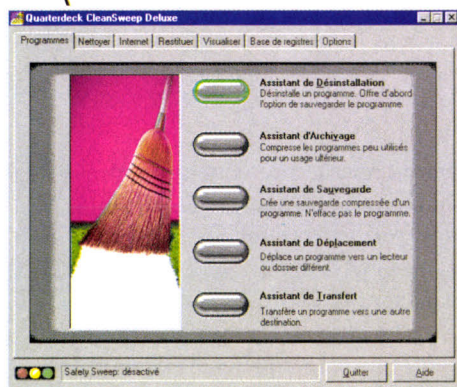 Quarterdeck CleanSweep Deluxe
Programmes Nettoyer Internet Restituer Visualiser Base de registres Options
Assistant de Désinstallation
Désinstalle un programme. Offre d'abord
l'option de sauvegarder le programme.
Assistant d'Archivage
Compresse les programmes peu utilisés
pour un usage ultérieur.
Assistant de Sauvegarde
Crée une sauvegarde compressée d'un
programme. N'efface pas le programme.
Assistant de Déplacement
Déplace un programme vers un lecteur
ou dossier différent.
Assistant de Transfert
Transfère un programme vers une autre
destination.
Safety Sweep: désactivé
Quitter
Aide